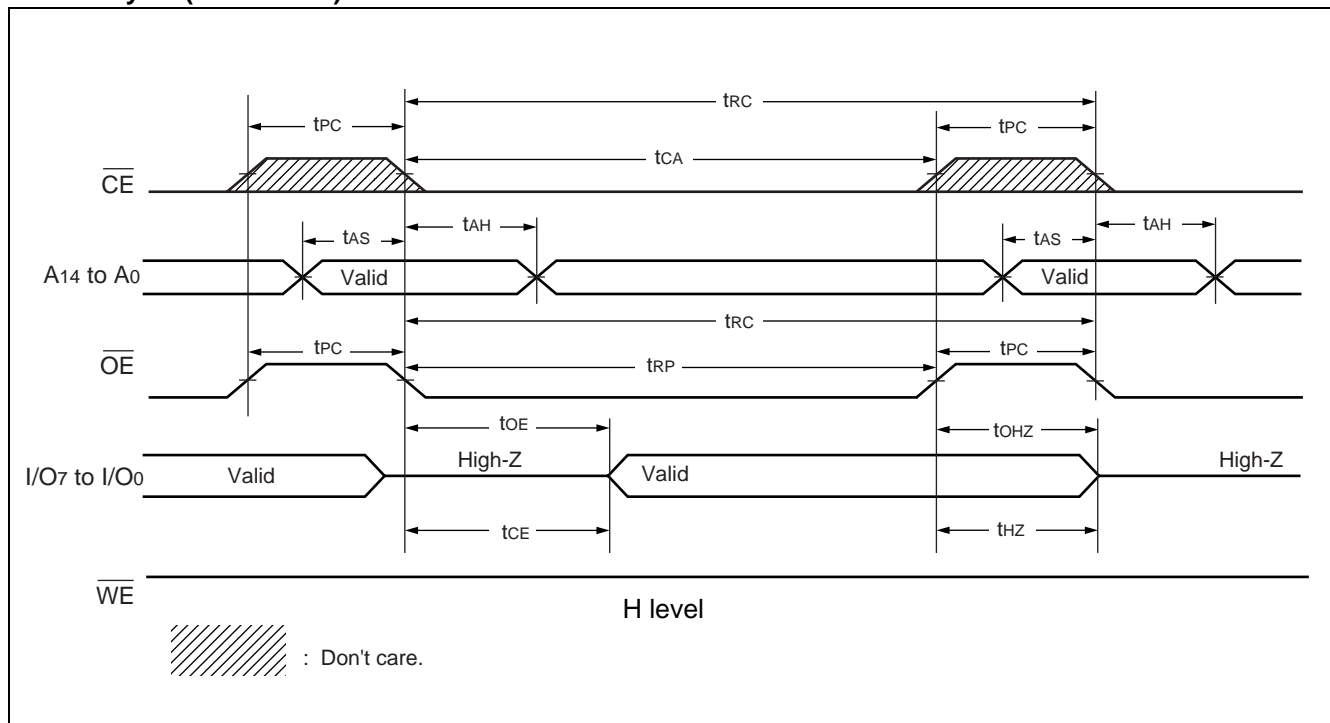 tRC
tPC
tPC
tCA
CE
tAS
tAH
tAS
tAH
A14 to A0
Valid
Valid
tRC
tPC
tPC
OE
tRP
tOE
tOHZ
I/O7 to I/O0
Valid
High-Z
Valid
High-Z
tCE
tHZ
WE
H level
: Don't care.